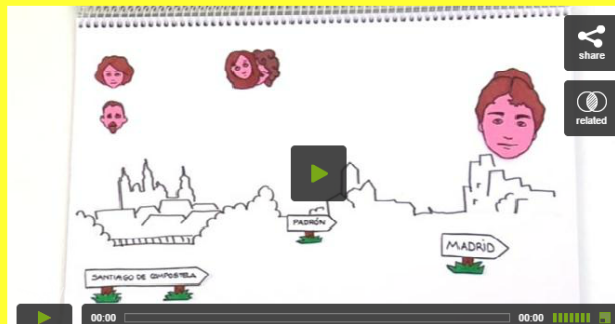 share
related
PADRÓN
MADRID
SANTIAGO DE COMPOSTELA
00:00
00:00